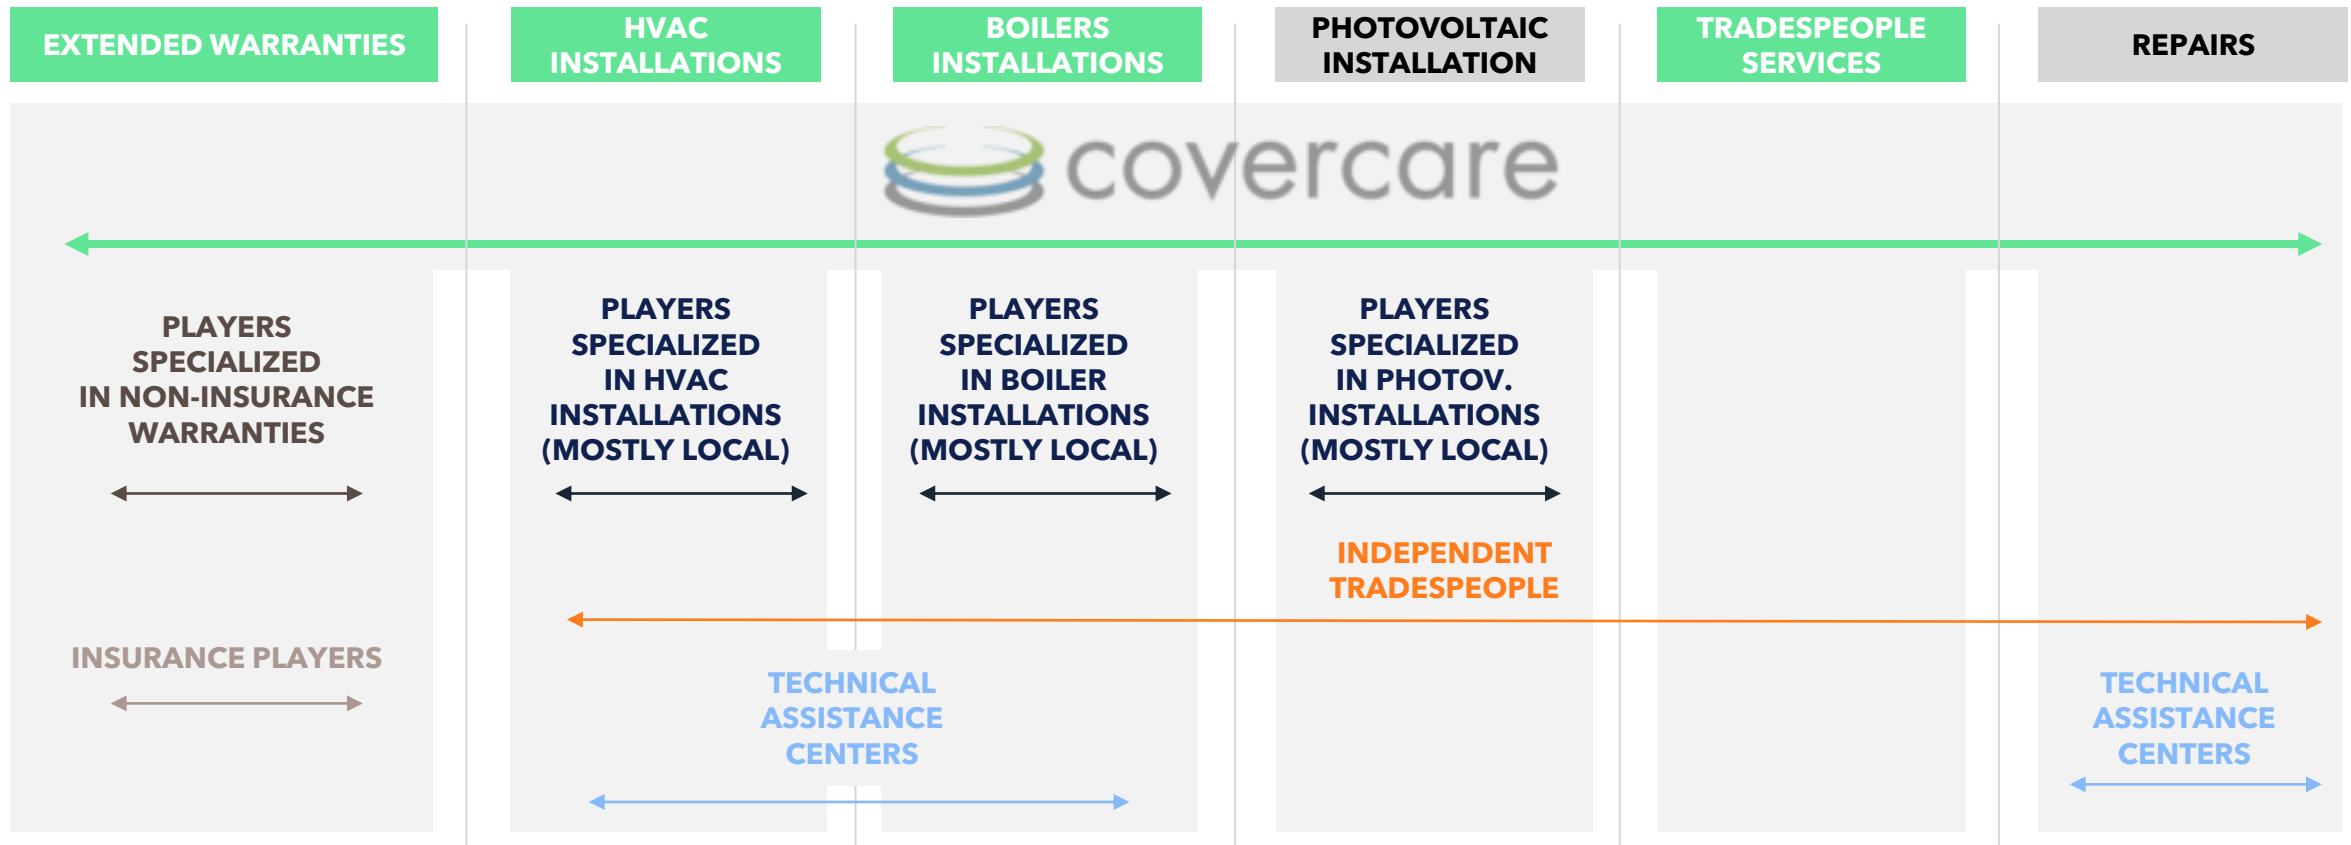 EXTENDED WARRANTIES
HVAC
INSTALLATIONS
BOILERS
INSTALLATIONS
PHOTOVOLTAIC
INSTALLATION
TRADESPEOPLE
SERVICES
REPAIRS
covercare
PLAYERS
SPECIALIZED
IN NON-INSURANCE
WARRANTIES
PLAYERS
SPECIALIZED
IN HVAC
INSTALLATIONS
(MOSTLY LOCAL)
PLAYERS
SPECIALIZED
IN BOILER
INSTALLATIONS
(MOSTLY LOCAL)
PLAYERS
SPECIALIZED
IN PHOTOV.
INSTALLATIONS
(MOSTLY LOCAL)
INDEPENDENT
TRADESPEOPLE
INSURANCE PLAYERS
TECHNICAL
ASSISTANCE
CENTERS
TECHNICAL
ASSISTANCE
CENTERS